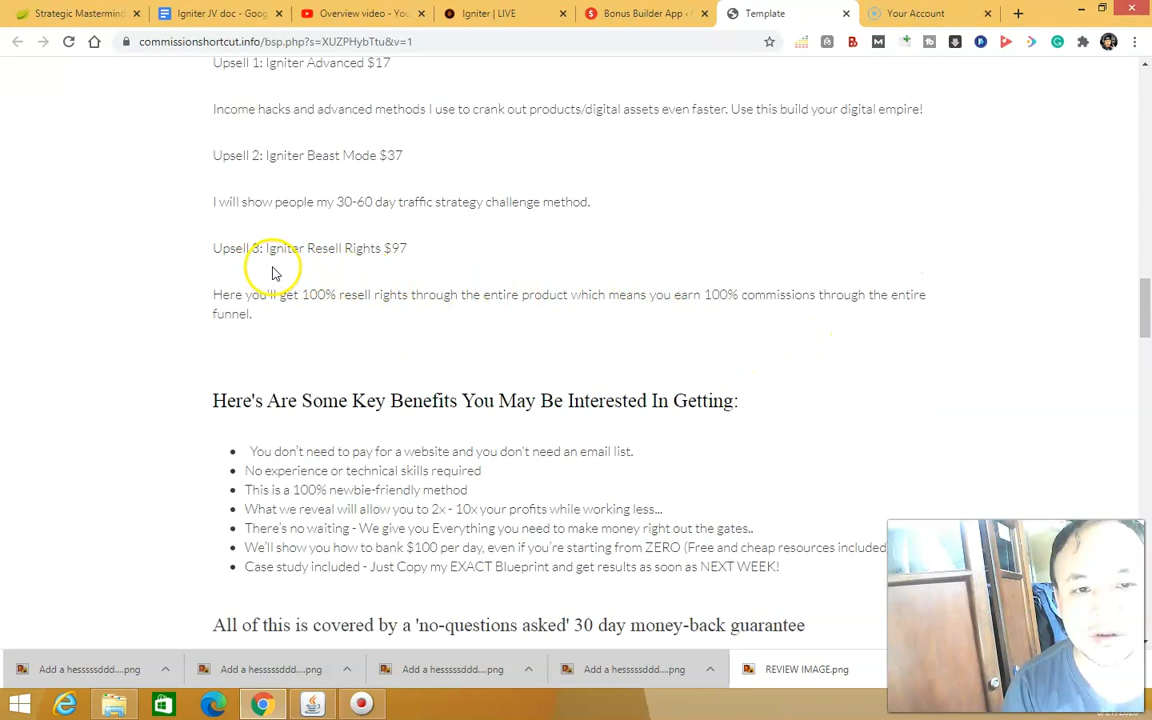 Strategic Mastermind
Igniter JV doc - Goog
Overview video - You
Igniter | LIVE
Bonus Builder App -
Template
Your Account
commissionshortcut.info/bsp.php?s=XUZPHybTtu&v=1
Upsell 1: Igniter Advanced $17
Income hacks and advanced methods I use to crank out products/digital assets even faster. Use this build your digital empire!
Upsell 2: Igniter Beast Mode $37
I will show people my 30-60 day traffic strategy challenge method.
Upsell 3: Igniter Resell Rights $97
Here you'll get 100% resell rights through the entire product which means you earn 100% commissions through the entire
funnel.
Here's Are Some Key Benefits You May Be Interested In Getting:
You don't need to pay for a website and you don't need an email list.
No experience or technical skills required
This is a 100% newbie-friendly method
What we reveal will allow you to 2x - 10x your profits while working less...
There's no waiting - We give you Everything you need to make money right out the gates..
We'll show you how to bank $100 per day, even if you're starting from ZERO (Free and cheap resources included
Case study included - Just Copy my EXACT Blueprint and get results as soon as NEXT WEEK!
All of this is covered by a 'no-questions asked' 30 day money-back guarantee
Add a hesssssddd....png
Add a hesssssddd....png
Add a hesssssddd....png
Add a hesssssddd....png
REVIEW IMAGE.png